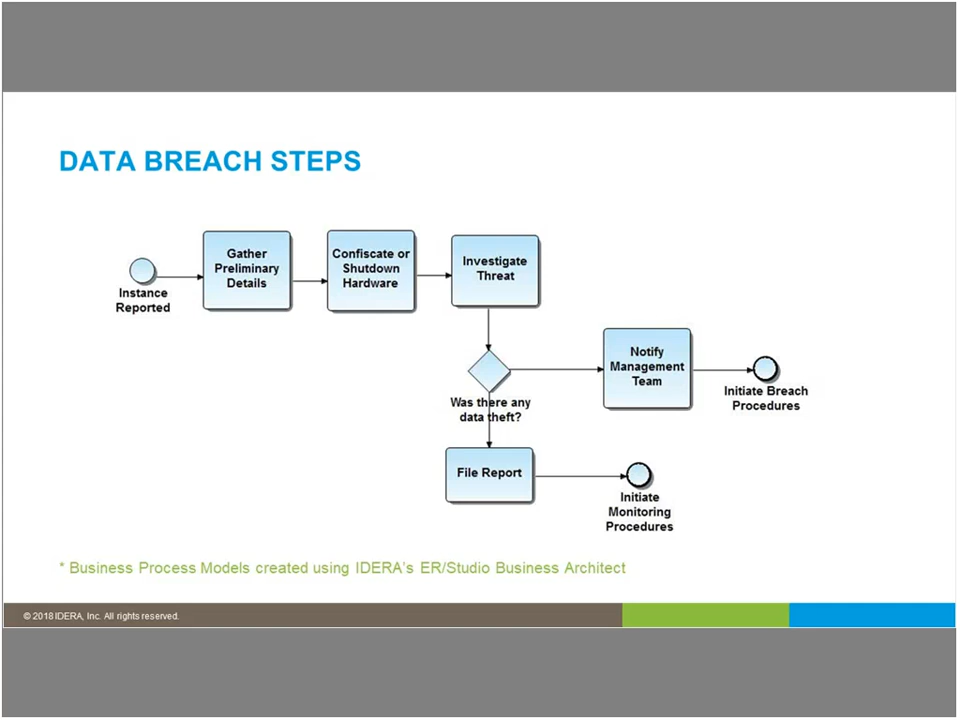 DATA BREACH STEPS
Instance
Reported
Gather
Preliminary
Details
Confiscate or
Shutdown
Hardware
Investigate
Threat
Was there any
data theft?
Notify
Management
Team
Initiate Breach
Procedures
File Report
Initiate
Monitoring
Procedures
* Business Process Models created using IDERA's ER/Studio Business Architect
© 2018 IDERA, Inc. All rights reserved.